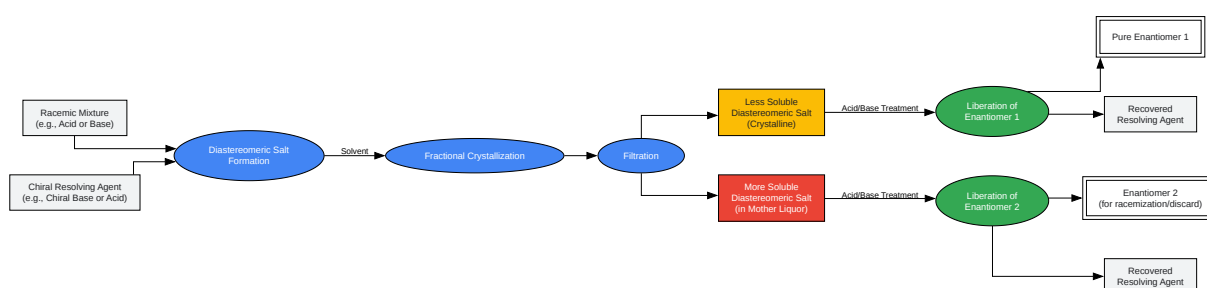 Racemic Mixture
(e.g., Acid or Base)
Chiral Resolving Agent
(e.g., Chiral Base or Acid)
Diastereomeric Salt
Formation
Solvent
Fractional Crystallization
Filtration
Less Soluble
Diastereomeric Salt
(Crystalline)
Acid/Base Treatment
Liberation of
Enantiomer 1
Pure Enantiomer 1
Recovered
Resolving Agent
More Soluble
Diastereomeric Salt
(in Mother Liquor)
Acid/Base Treatment
Liberation of
Enantiomer 2
Enantiomer 2
(for racemization/discard)
Recovered
Resolving Agent